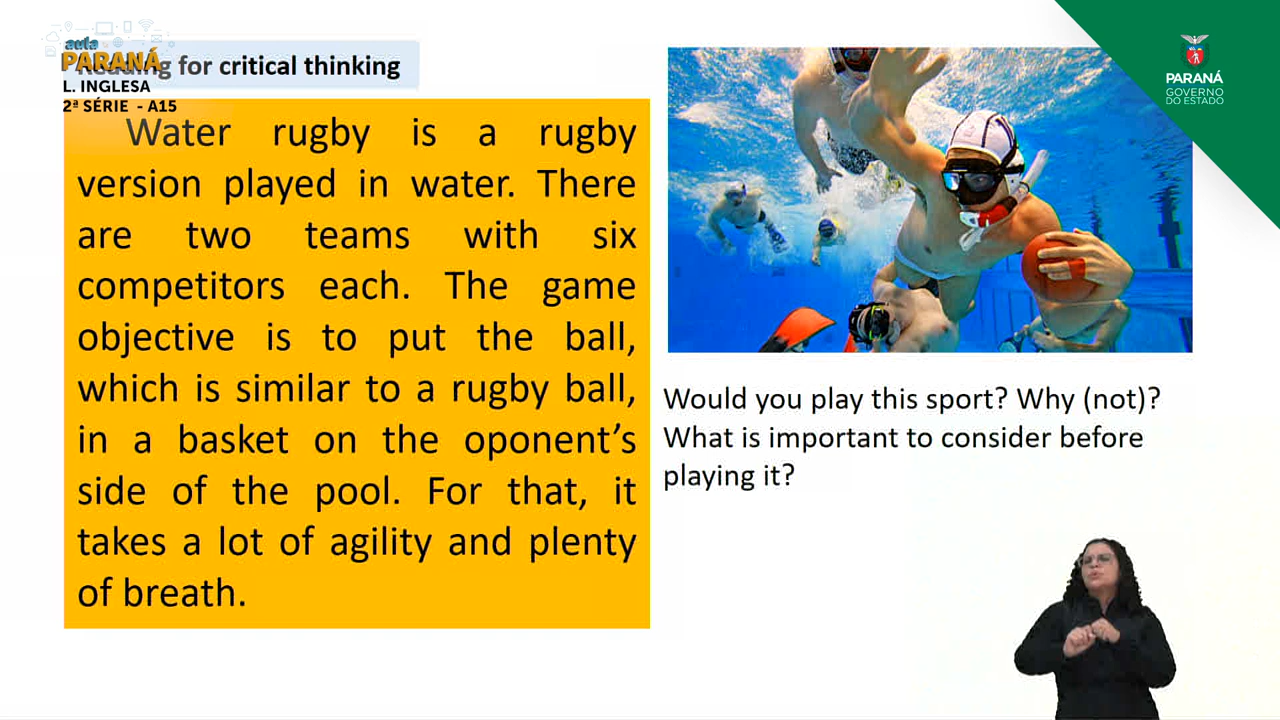 aula
PARANÁ
L. INGLESA
2ª SÉRIE - A15
Reading for critical thinking
Water rugby is a rugby
version played in water. There
are two teams with six
competitors each. The game
objective is to put the ball,
which is similar to a rugby ball,
in a basket on the oponent's
side of the pool. For that, it
takes a lot of agility and plenty
of breath.
PARANÁ
GOVERNO
DO ESTADO
Would you play this sport? Why (not)?
What is important to consider before
playing it?